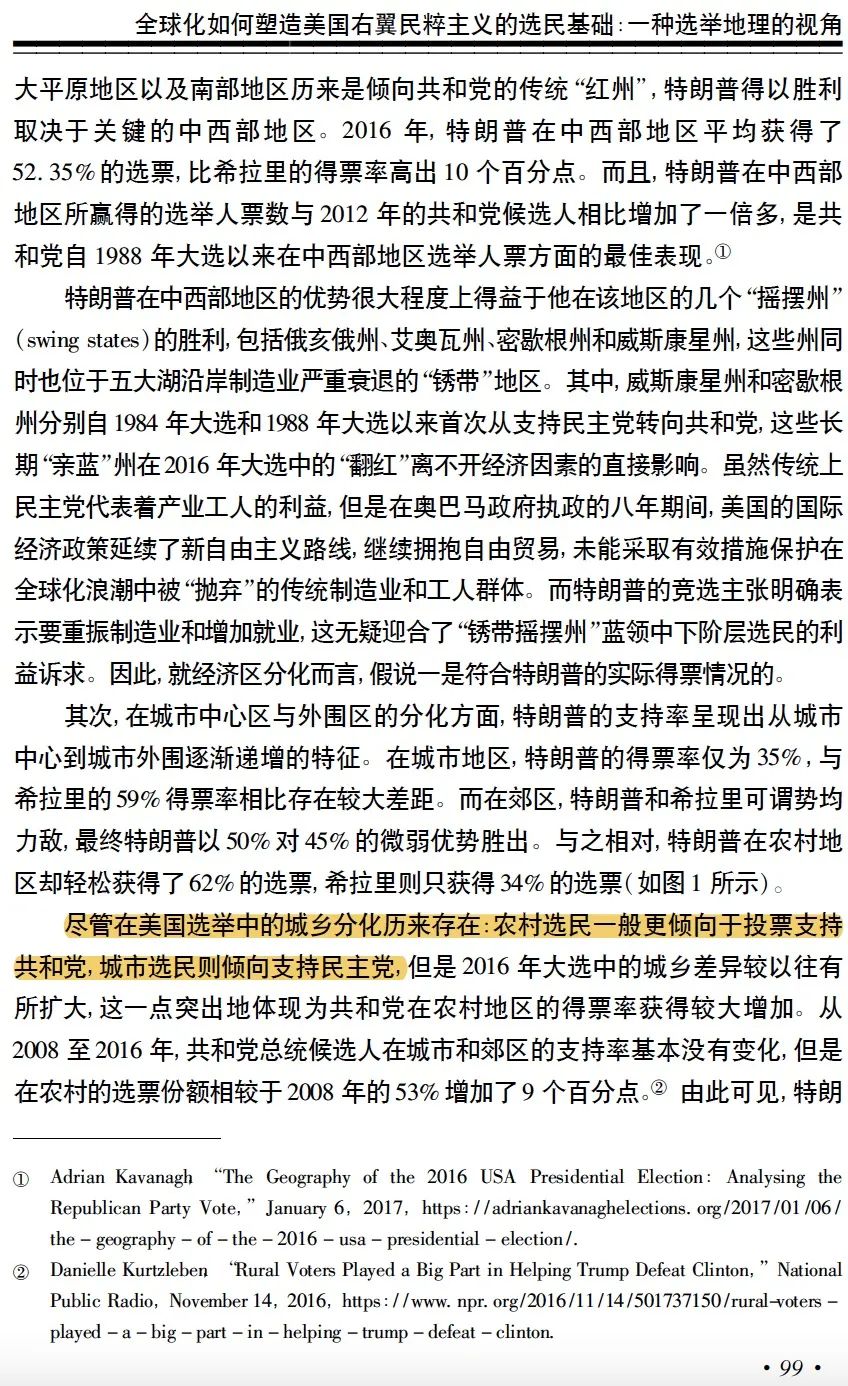 全球化如何塑造美国右翼民粹主义的选民基础：一种选举地理的视角
大平原地区以及南部地区历来是倾向共和党的传统“红州”，特朗普得以胜利
取决于关键的中西部地区。2016 年，特朗普在中西部地区平均获得了
52. 35% 的选票，比希拉里的得票率高出 10 个百分点。而且，特朗普在中西部
地区所赢得的选举人票数与 2012 年的共和党候选人相比增加了一倍多，是共
和党自 1988 年大选以来在中西部地区选举人票方面的最佳表现。①
特朗普在中西部地区的优势很大程度上得益于他在该地区的几个“摇摆州”
（swing states）的胜利，包括俄亥俄州、艾奥瓦州、密歇根州和威斯康星州，这些州同
时也位于五大湖沿岸制造业严重衰退的“锈带”地区。其中，威斯康星州和密歇根
州分别自 1984 年大选和 1988 年大选以来首次从支持民主党转向共和党，这些长
期“亲蓝”州在 2016 年大选中的“翻红”离不开经济因素的直接影响。虽然传统上
民主党代表着产业工人的利益，但是在奥巴马政府执政的八年期间，美国的国际
经济政策延续了新自由主义路线，继续拥抱自由贸易，未能采取有效措施保护在
全球化浪潮中被“抛弃”的传统制造业和工人群体。而特朗普的竞选主张明确表
示要重振制造业和增加就业，这无疑迎合了“锈带摇摆州”蓝领中下阶层选民的利
益诉求。因此，就经济区分化而言，假说一是符合特朗普的实际得票情况的。
其次，在城市中心区与外围区的分化方面，特朗普的支持率呈现出从城市
中心到城市外围逐渐递增的特征。在城市地区，特朗普的得票率仅为 35%，与
希拉里的 59% 得票率相比存在较大差距。而在郊区，特朗普和希拉里可谓势均
力敌，最终特朗普以 50% 对 45% 的微弱优势胜出。与之相对，特朗普在农村地
区却轻松获得了 62% 的选票，希拉里则只获得 34% 的选票（如图 1 所示）。
尽管在美国选举中的城乡分化历来存在：农村选民一般更倾向于投票支持
共和党，城市选民则倾向支持民主党，但是 2016 年大选中的城乡差异较以往有
所扩大，这一点突出地体现为共和党在农村地区的得票率获得较大增加。从
2008 至 2016 年，共和党总统候选人在城市和郊区的支持率基本没有变化，但是
在农村的选票份额相较于 2008 年的 53% 增加了 9 个百分点。② 由此可见，特朗
① Adrian Kavanagh, “The Geography of the 2016 USA Presidential Election: Analysing the
Republican Party Vote,” January 6, 2017, https://adriankavanaghelections. org/2017/01/06/
the－geography－of－the－2016－usa－presidential－election/.
② Danielle Kurtzleben, “Rural Voters Played a Big Part in Helping Trump Defeat Clinton,” National
Public Radio, November 14, 2016, https://www. npr. org/2016/11/14/501737150/rural-voters－
played－a－big－part－in－helping－trump－defeat－clinton.
• 99 •